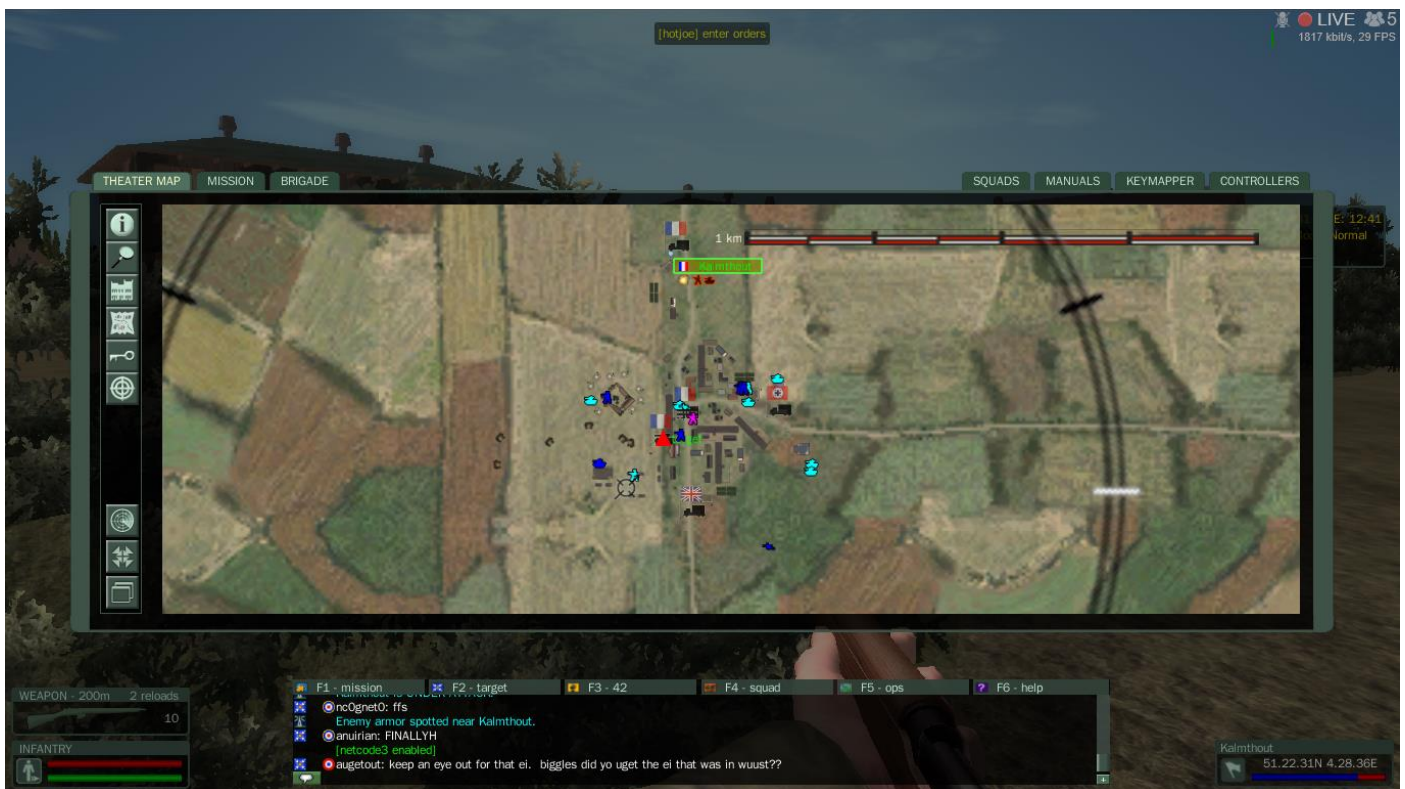 [hotjoe] enter orders
LIVE 5
1817 kbit/s, 29 FPS
THEATER MAP
MISSION
BRIGADE
SQUADS
MANUALS
KEYMAPPER
CONTROLLERS
E: 12:41
Normal
1 km
Kalmthout
WEAPON - 200m 2 reloads
10
INFANTRY
F1 - mission
F2 - target
F3 - 42
F4 - squad
F5 - ops
F6 - help
Kalmthout is UNDER ATTACK.
nc0gnet0: ffs
Enemy armor spotted near Kalmthout.
anuirian: FINALLYH
[netcode3 enabled]
augetout: keep an eye out for that ei. biggles did yo uget the ei that was in wuust??
Kalmthout
51.22.31N 4.28.36E